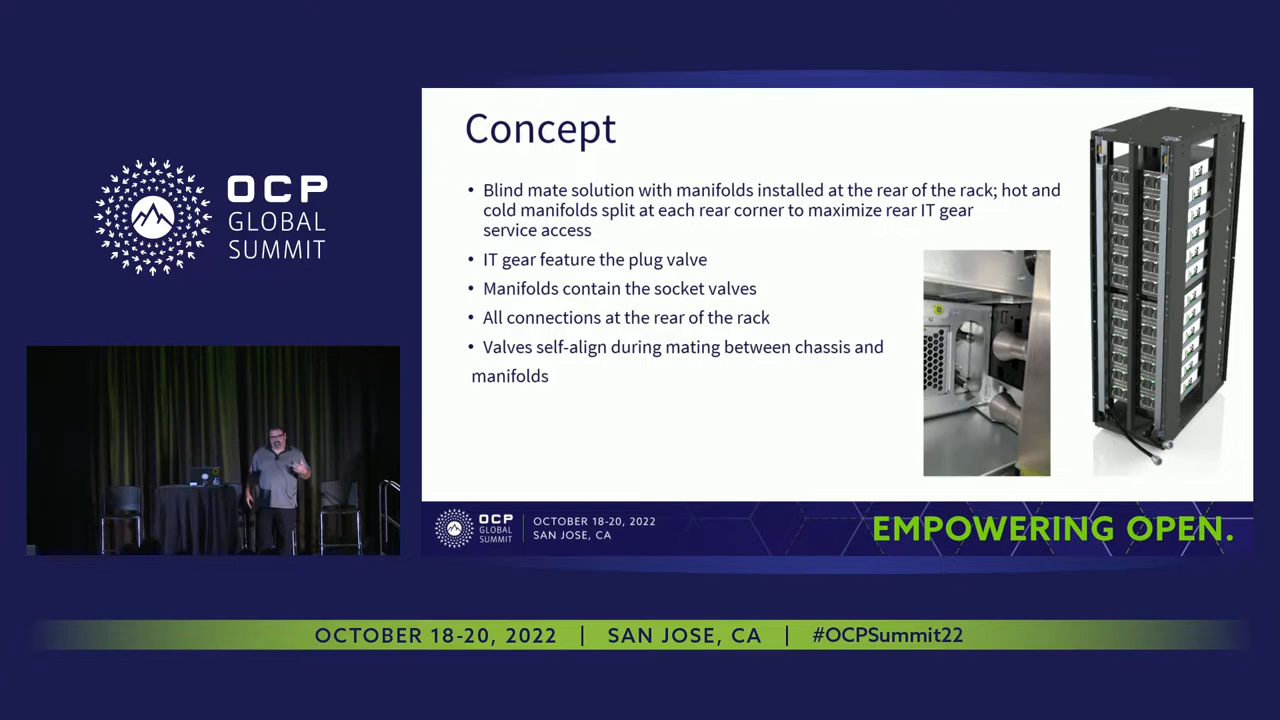 OCP
GLOBAL
SUMMIT
Concept
• Blind mate solution with manifolds installed at the rear of the rack; hot and
cold manifolds split at each rear corner to maximize rear IT gear
service access
• IT gear feature the plug valve
• Manifolds contain the socket valves
• All connections at the rear of the rack
• Valves self-align during mating between chassis and
manifolds
OCP
GLOBAL
SUMMIT
OCTOBER 18-20, 2022
SAN JOSE, CA
EMPOWERING OPEN.
OCTOBER 18-20, 2022 | SAN JOSE, CA | #OCPSummit22